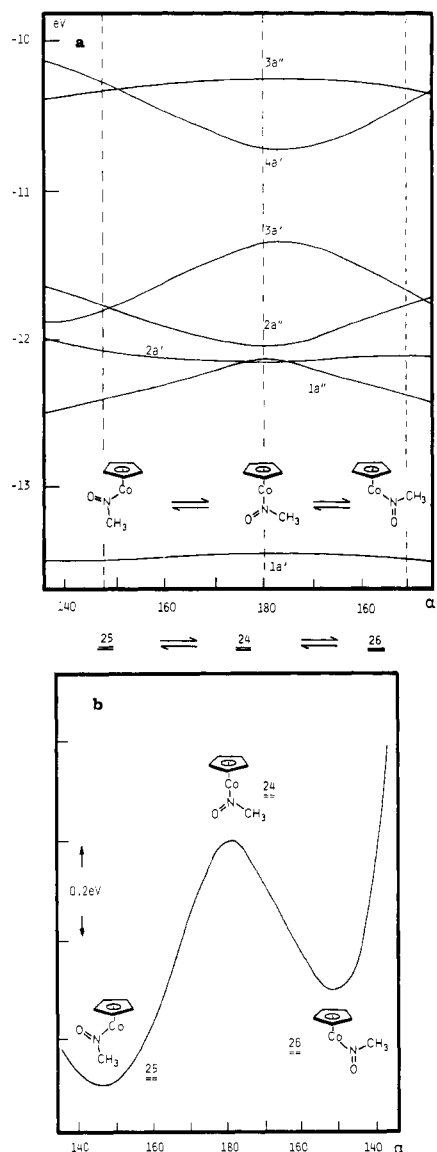 -10
eV
a
3a"
4a'
-11
3a'
2a"
-12
2a'
1a"
-13
Co
O
N
CH₃
Co
N
O
CH₃
Co
N
CH₃
O
1a'
140 160 180 160 α
25 24 26
b
Co
24
N
O
CH₃
0.2eV
Co
O
N
CH₃
25
26
Co
CH₃
N
O
140 160 180 160 140 α